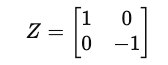 Z = [1 0
0 -1]